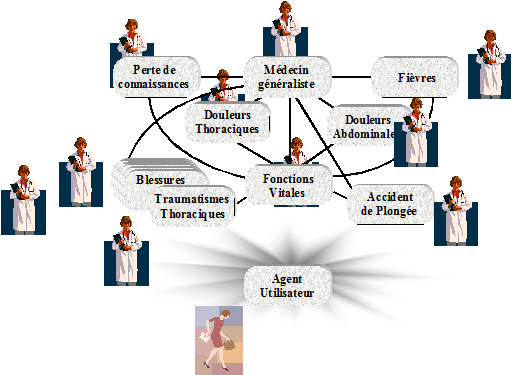 Perte de
connaissances
Médecin
généraliste
Fièvres
Douleurs
Thoraciques
Douleurs
Abdominale
Blessures
Traumatismes
Thoraciques
Fonctions
Vitales
Accident
de Plongée
Agent
Utilisateur